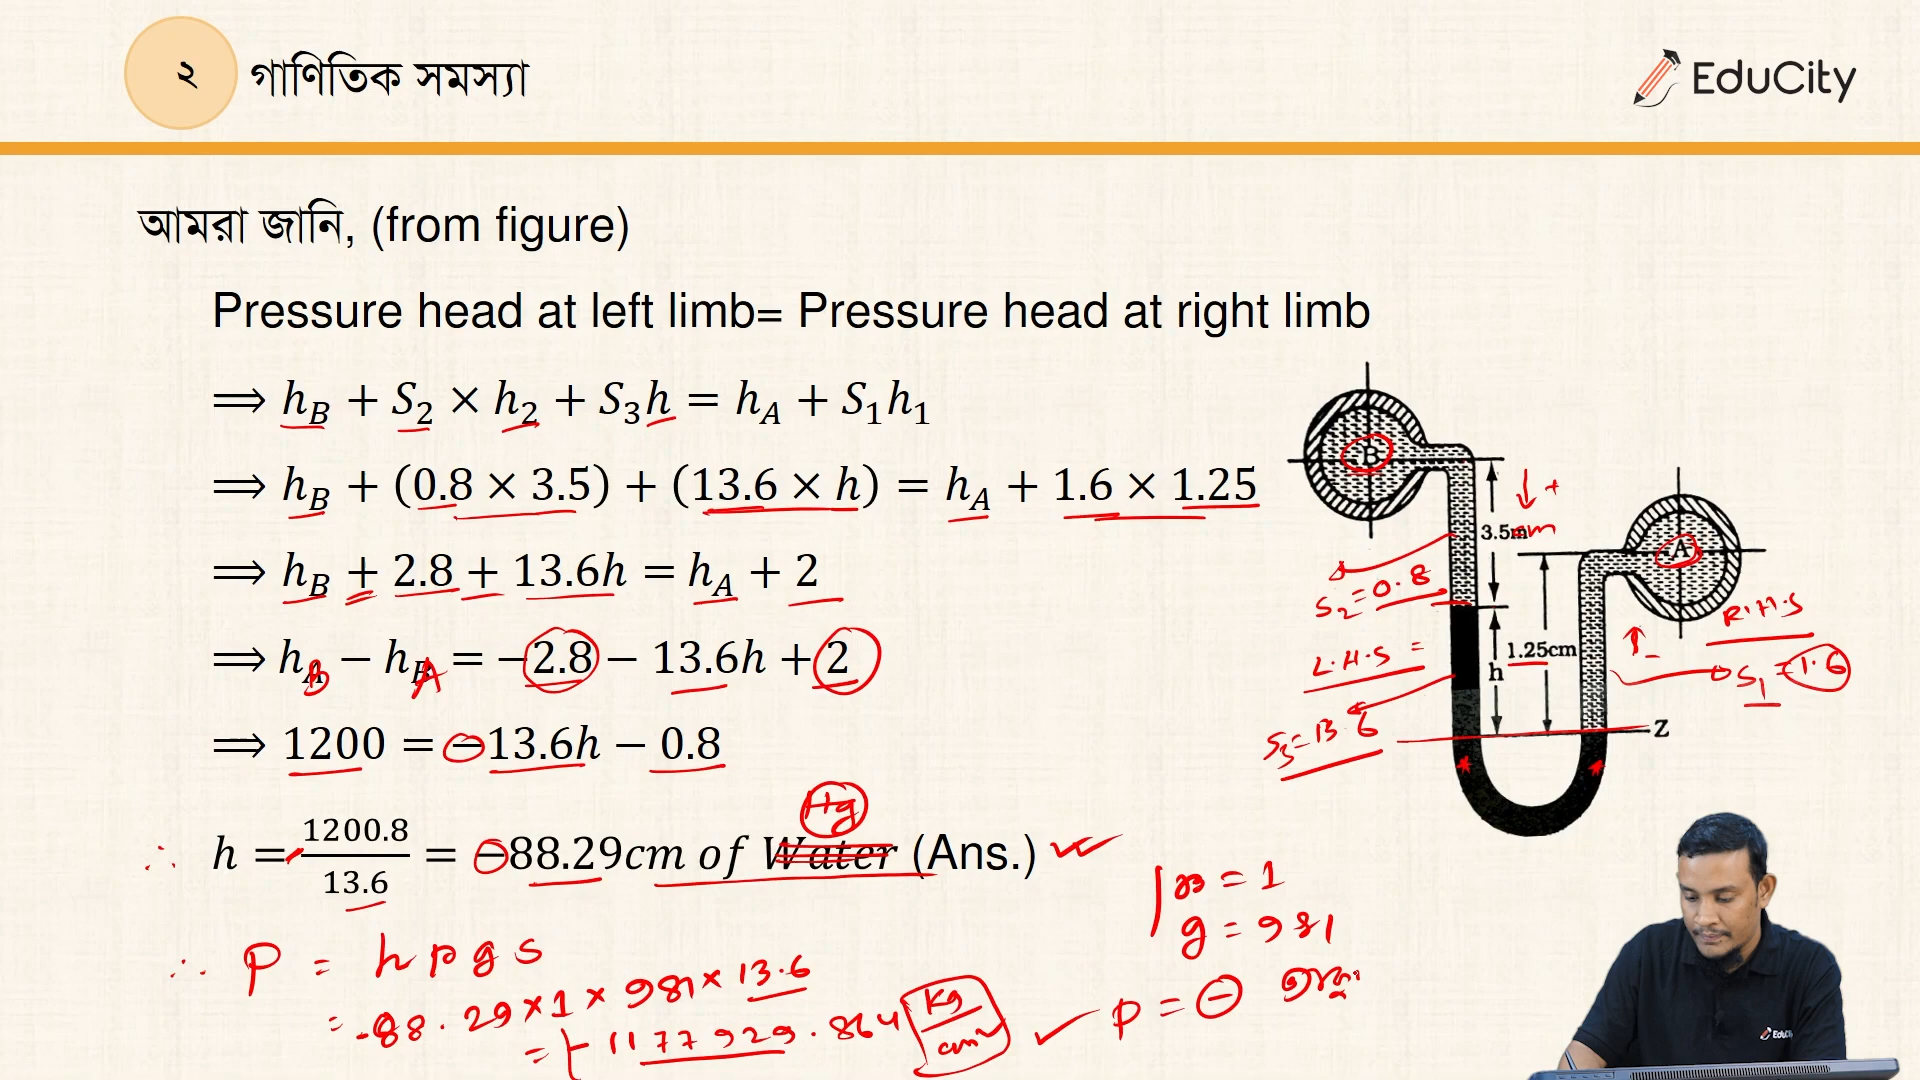 ২ গাণিতিক সমস্যা
EduCity
আমরা জানি, (from figure)
Pressure head at left limb= Pressure head at right limb
⟹ h_B + S_2 × h_2 + S_3h = h_A + S_1h_1
⟹ h_B + (0.8 × 3.5) + (13.6 × h) = h_A + 1.6 × 1.25
⟹ h_B + 2.8 + 13.6h = h_A + 2
⟹ h_B − h_A = −2.8 − 13.6h + 2
⟹ 1200 = −13.6h − 0.8
∴ h = - 1200.8/13.6 = −88.29cm of Water Hg (Ans.)
∴ P = h ρ g s
= -88.29 × 1 × 981 × 13.6
= - 1177929.864 Kg/cm²
= 1
g = 981
P = −
B
3.5m cm
+
A
S_2 = 0.8
R.H.S
L.H.S =
1.25cm
h
S_1 = 1.6
S_3 = 13.6
Z
EduCity